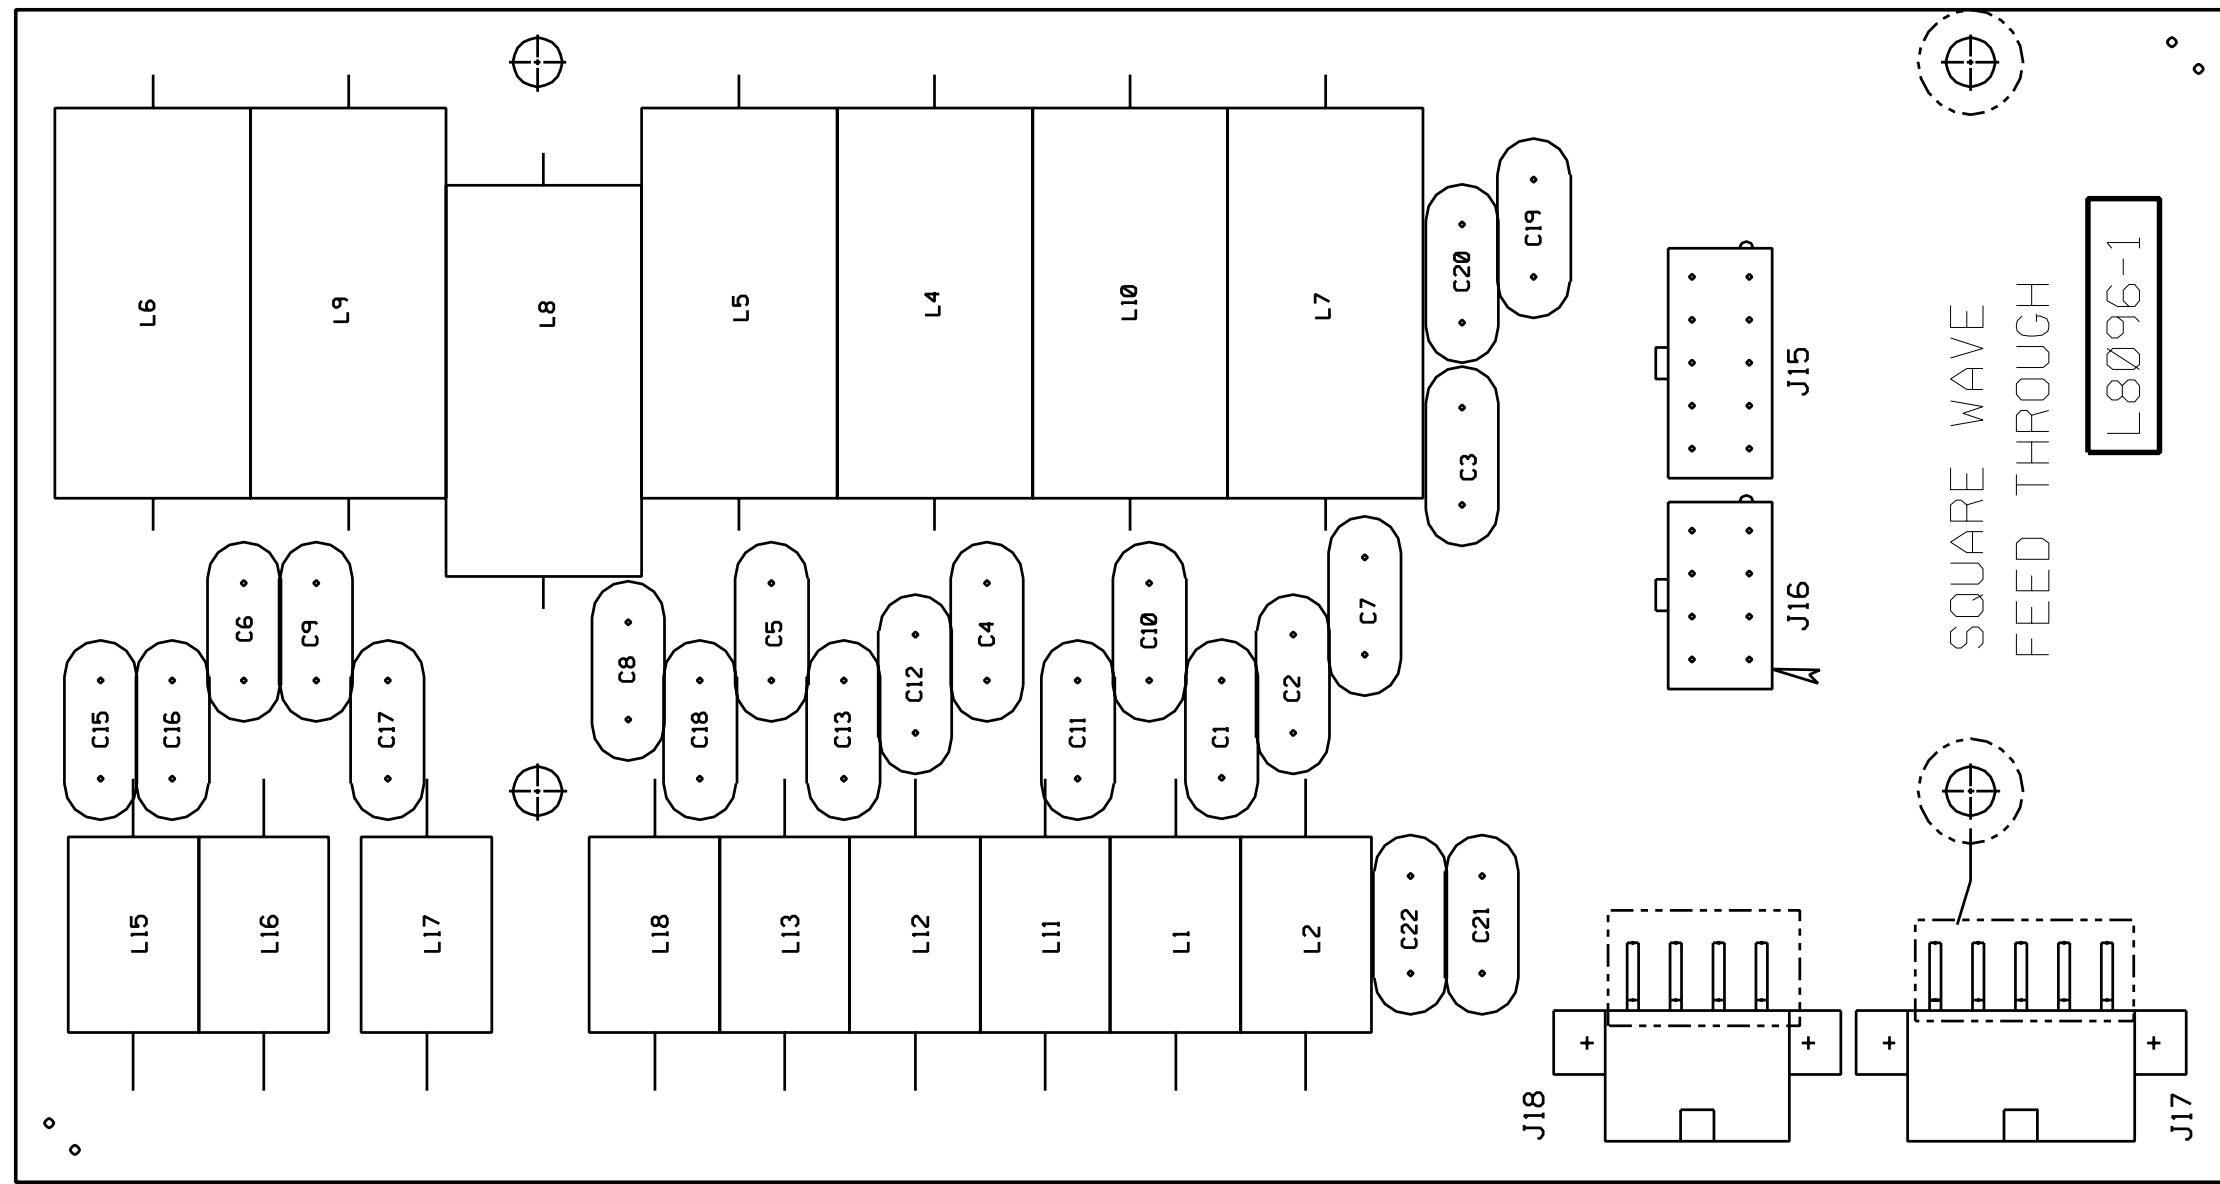 L6
L9
L8
L5
L4
L10
L7
C20
C19
C3
J15
J16
SQUARE WAVE
FEED THROUGH
L8096-1
C15
C16
C6
C9
C17
C8
C18
C5
C13
C12
C4
C11
C10
C1
C2
C7
L15
L16
L17
L18
L13
L12
L11
L1
L2
C22
C21
J18
J17